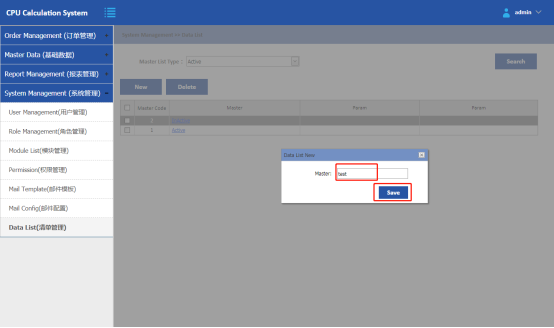 CPU Calculation System
admin
Order Management (订单管理)
System Management >> Data List
Master Data (基础数据)
Master List Type : Active
Search
Report Management (报表管理)
New
Delete
System Management (系统管理)
Master Code
Master
Parent
Param
User Management(用户管理)
2
1
Active
Role Management(角色管理)
Module List(模块管理)
Data List New
Permission(权限管理)
Master: test
Mail Template(邮件模板)
Save
Mail Config(邮件配置)
Data List(清单管理)